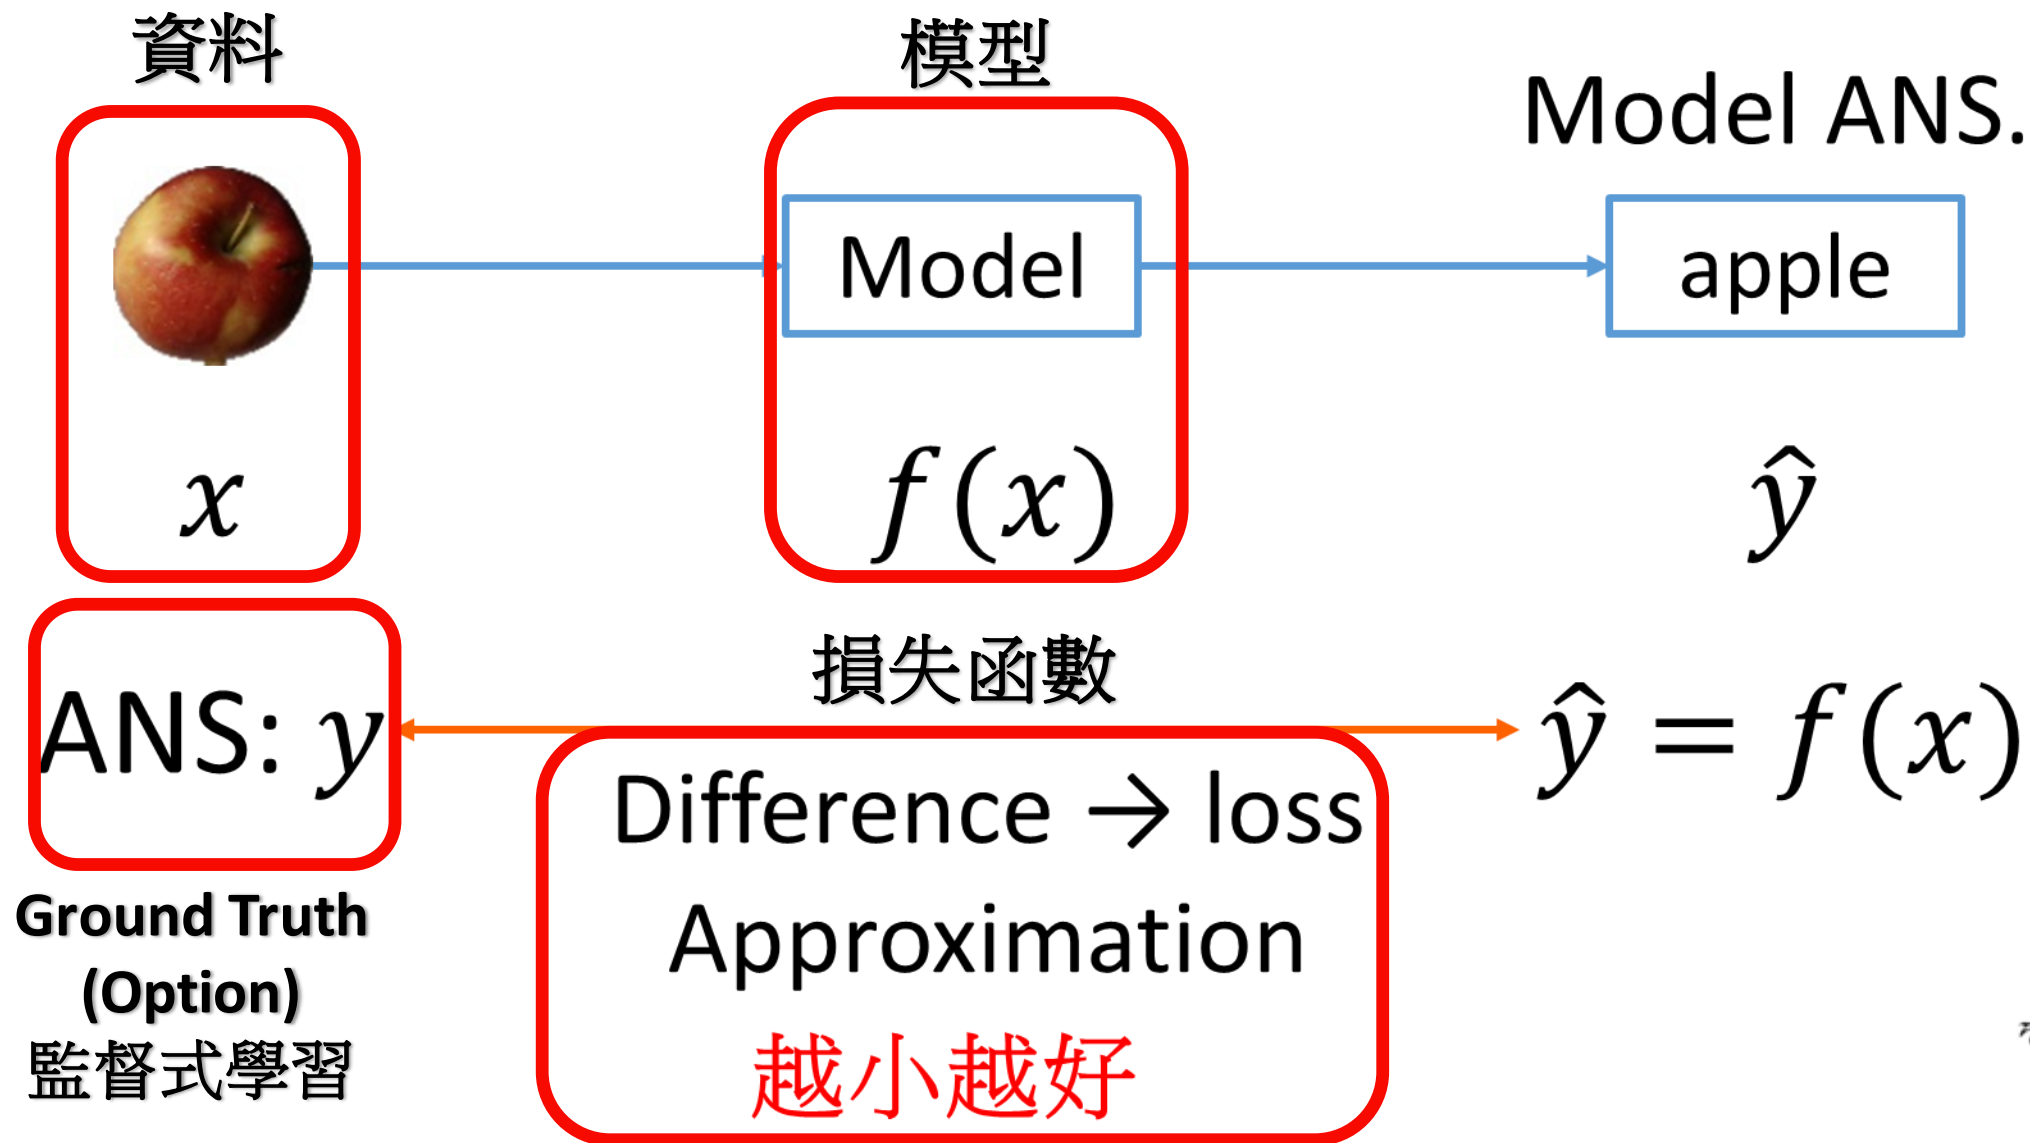 資料
模型
Model ANS.
Model
apple
x
f(x)
ŷ
損失函數
ANS: y
ŷ = f(x)
Difference → loss
Approximation
越小越好
Ground Truth
(Option)
監督式學習